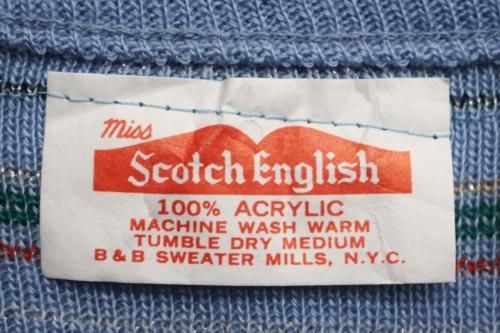 Miss
Scotch English
100% ACRYLIC
MACHINE WASH WARM
TUMBLE DRY MEDIUM
B & B SWEATER MILLS, N.Y.C.